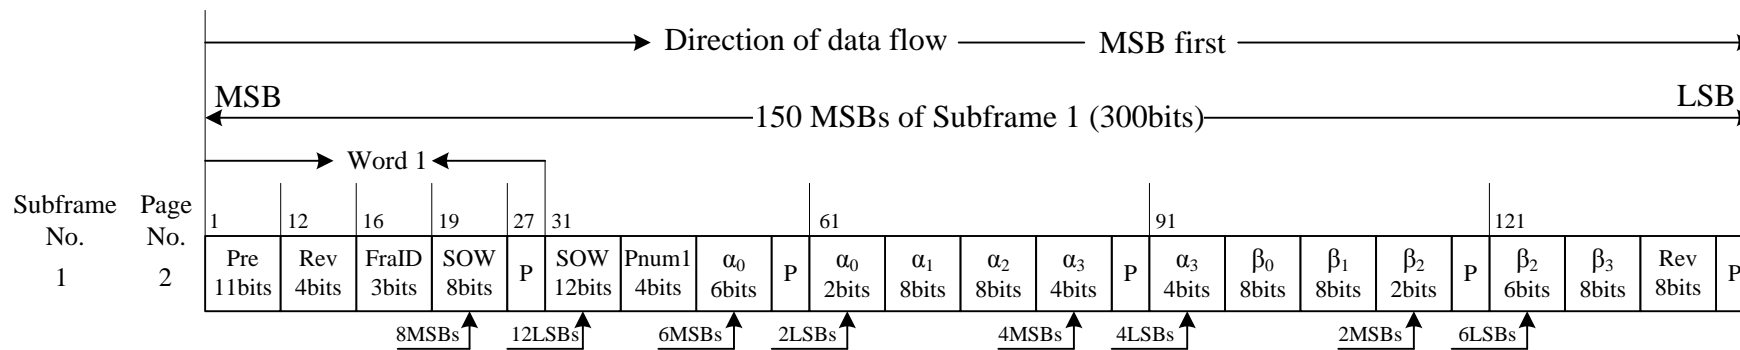 Direction of data flow MSB first
MSB LSB
150 MSBs of Subframe 1 (300bits)
Word 1
Subframe No. Page No.
1 12 16 19 27 31 61 91 121
1 2
Pre 11bits Rev 4bits FraID 3bits SOW 8bits P SOW 12bits Pnum1 4bits α0 6bits P α0 2bits α1 8bits α2 8bits α3 4bits P α3 4bits β0 8bits β1 8bits β2 2bits P β2 6bits β3 8bits Rev 8bits P
8MSBs 12LSBs 6MSBs 2LSBs 4MSBs 4LSBs 2MSBs 6LSBs